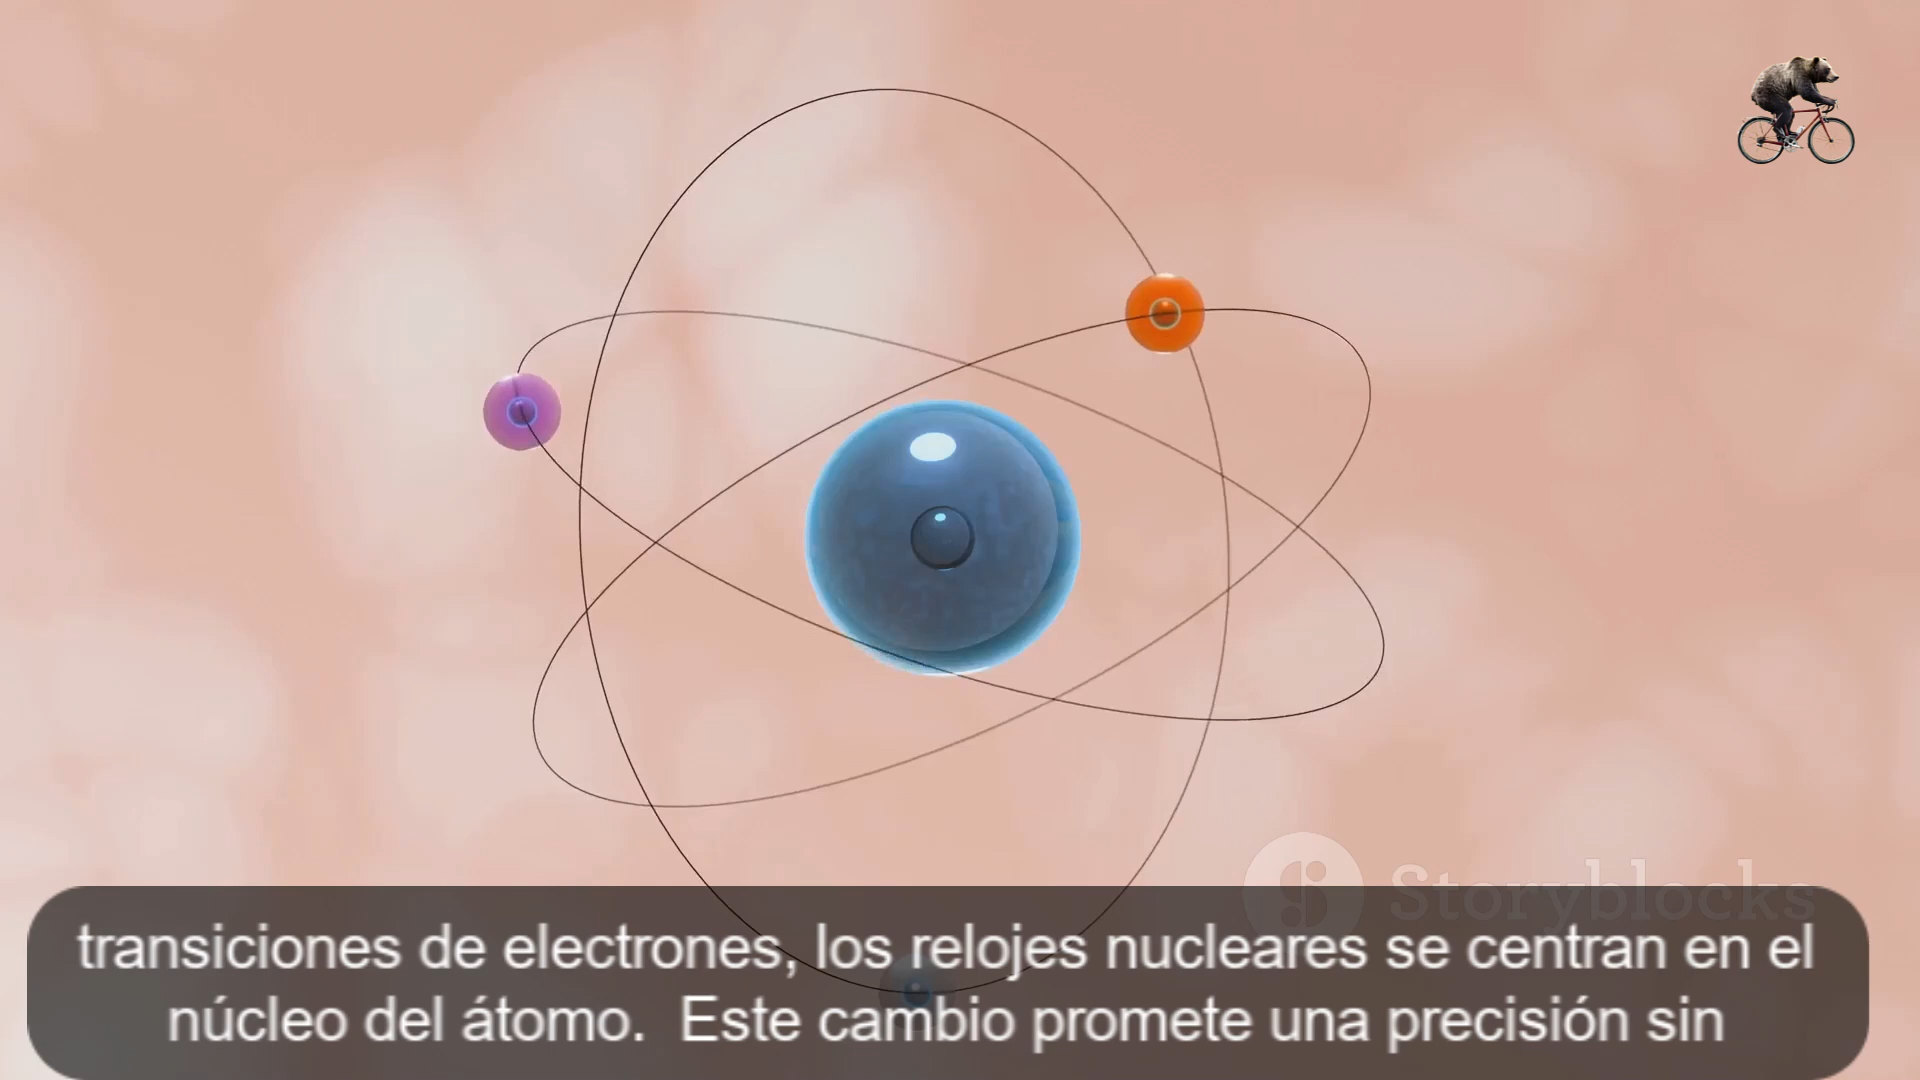 Storyblocks
transiciones de electrones, los relojes nucleares se centran en el
núcleo del átomo.  Este cambio promete una precisión sin